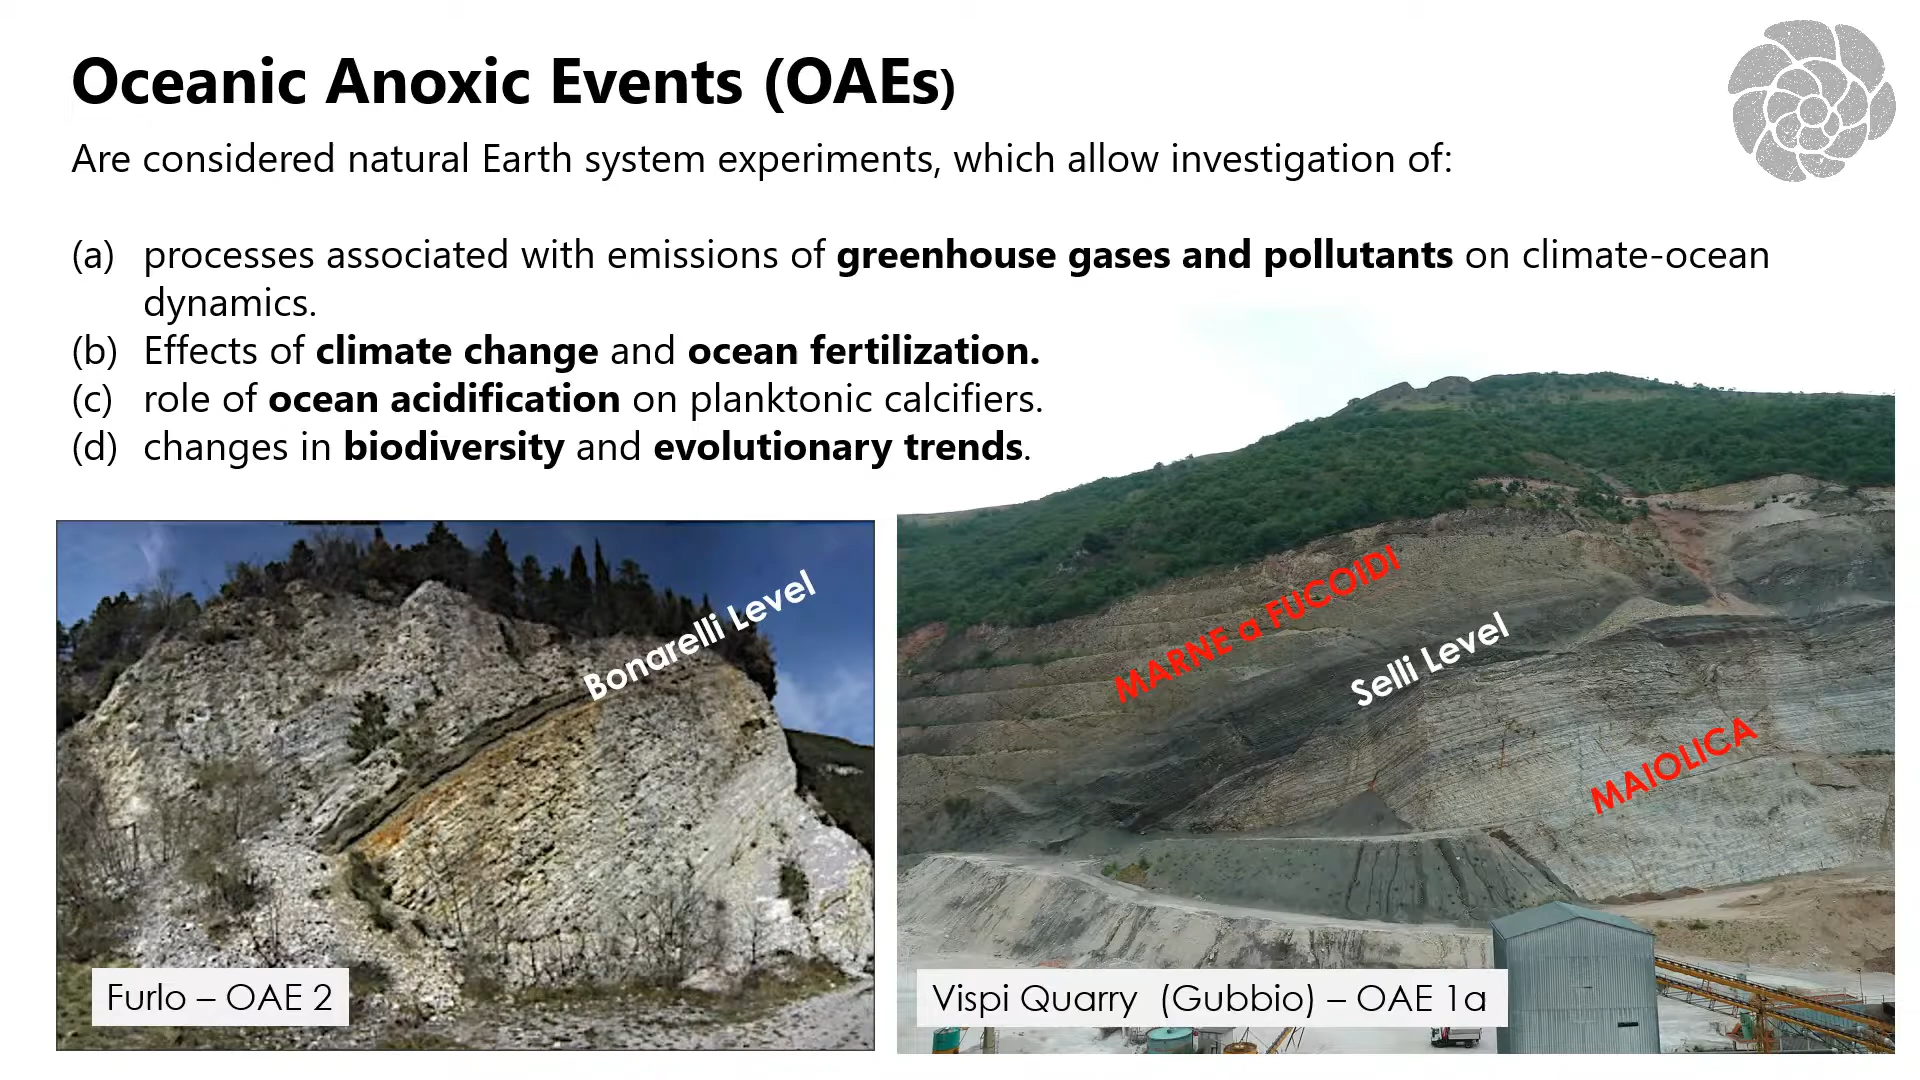 Oceanic Anoxic Events (OAEs)
Are considered natural Earth system experiments, which allow investigation of:
(a) processes associated with emissions of greenhouse gases and pollutants on climate-ocean
dynamics.
(b) Effects of climate change and ocean fertilization.
(c) role of ocean acidification on planktonic calcifiers.
(d) changes in biodiversity and evolutionary trends.
Bonarelli Level
Furlo – OAE 2
MARNE a FUCOIDI
Selli Level
MAIOLICA
Vispi Quarry (Gubbio) – OAE 1a